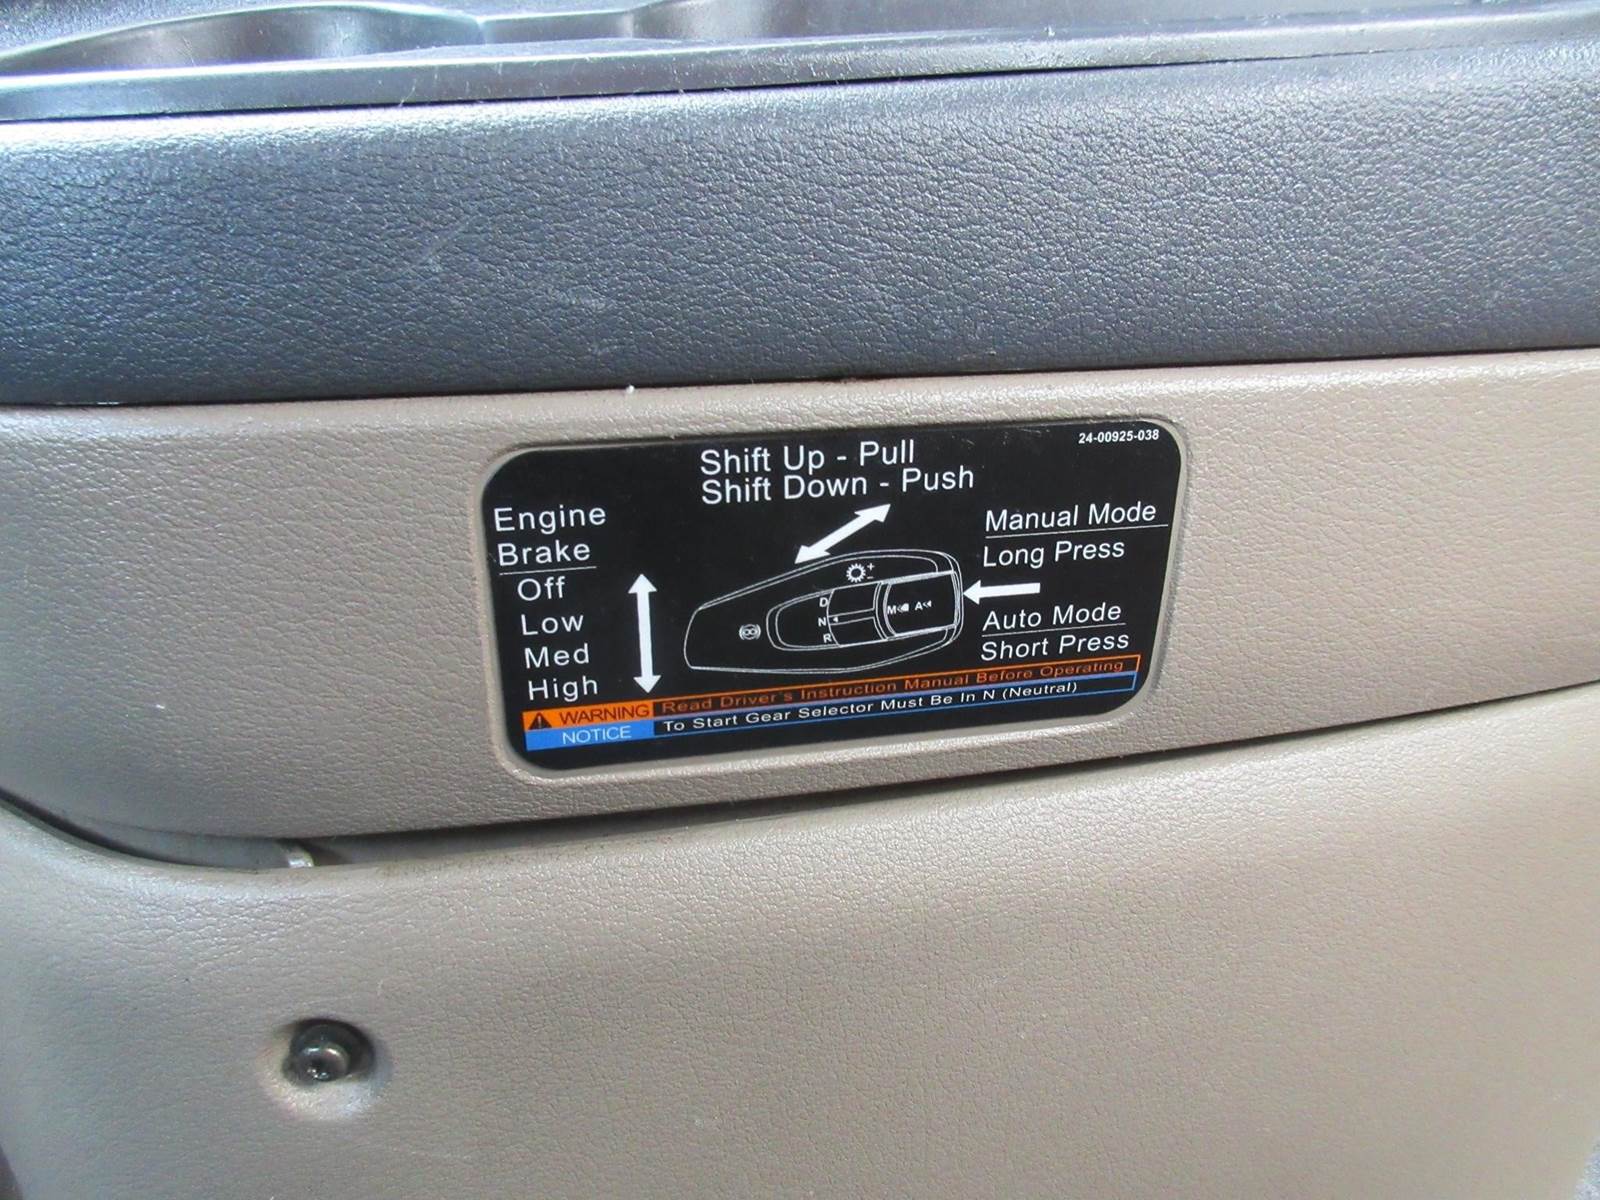 24-00925-038
Shift Up - Pull
Shift Down - Push
Engine
Brake
Off
Low
Med
High
Manual Mode
Long Press
Auto Mode
Short Press
+
-
D
N
R
M
A
WARNING Read Driver's Instruction Manual Before Operating
NOTICE To Start Gear Selector Must Be In N (Neutral)